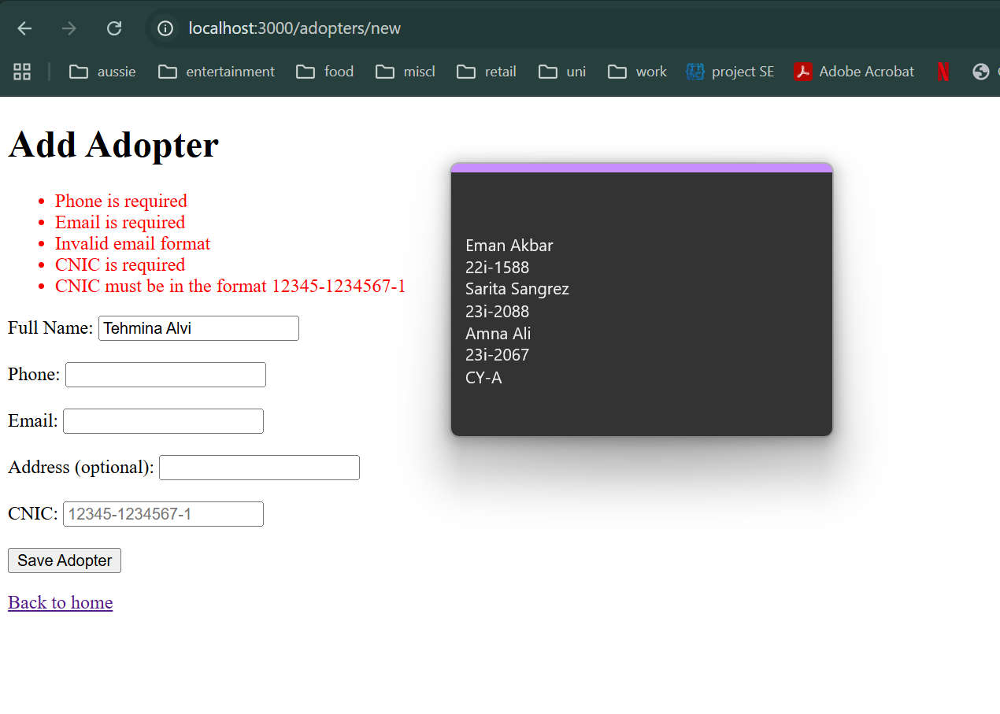 localhost:3000/adopters/new
aussie entertainment food miscl retail uni work project SE Adobe Acrobat
Add Adopter
Phone is required
Email is required
Invalid email format
CNIC is required
CNIC must be in the format 12345-1234567-1
Full Name: Tehmina Alvi
Phone:
Email:
Address (optional):
CNIC: 12345-1234567-1
Save Adopter
Back to home
Eman Akbar
22i-1588
Sarita Sangrez
23i-2088
Amna Ali
23i-2067
CY-A